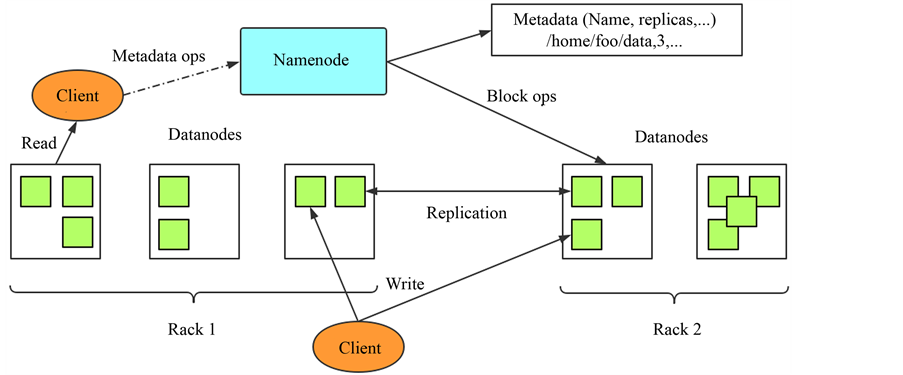 Metadata (Name, replicas,...)
/home/foo/data,3,...
Metadata ops
Namenode
Client
Block ops
Read
Datanodes
Datanodes
Replication
Write
Rack 1
Rack 2
Client